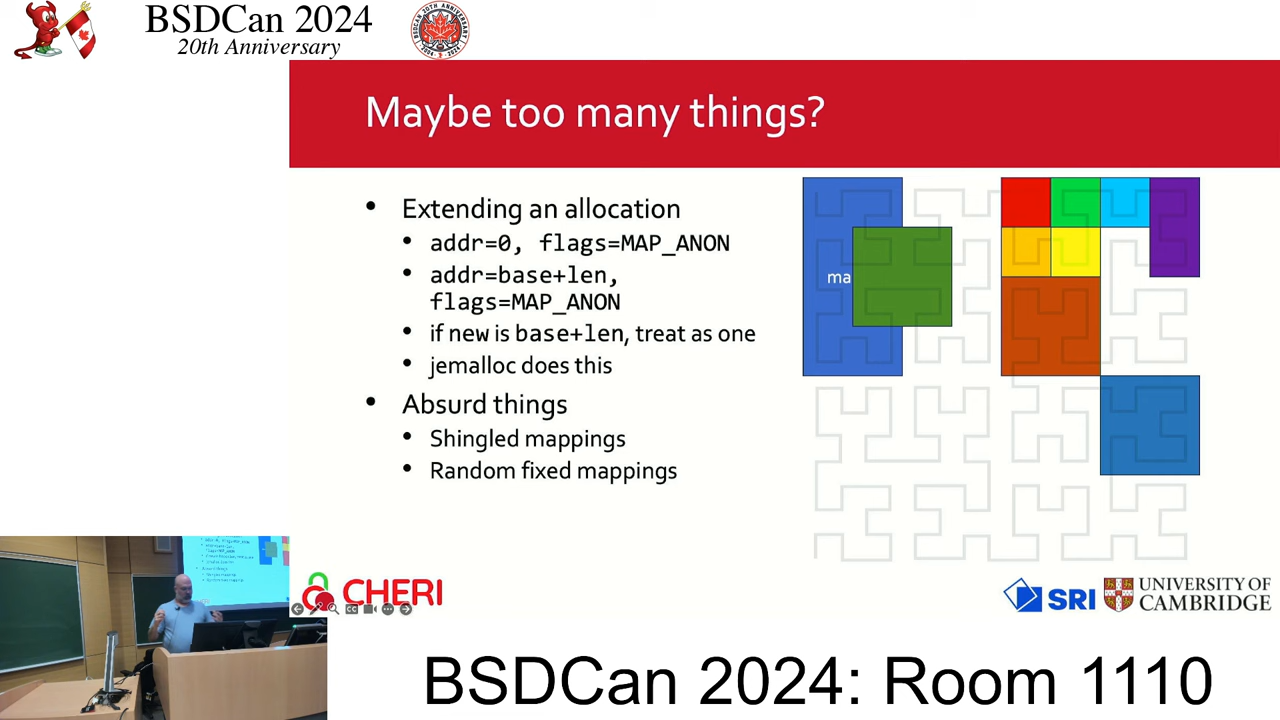 BSDCan 2024
20th Anniversary
Maybe too many things?
• Extending an allocation
• addr=0, flags=MAP_ANON
• addr=base+len,
flags=MAP_ANON
• if new is base+len, treat as one
• jemalloc does this
• Absurd things
• Shingled mappings
• Random fixed mappings
ma
CHERI
SRI
UNIVERSITY OF
CAMBRIDGE
BSDCan 2024: Room 1110